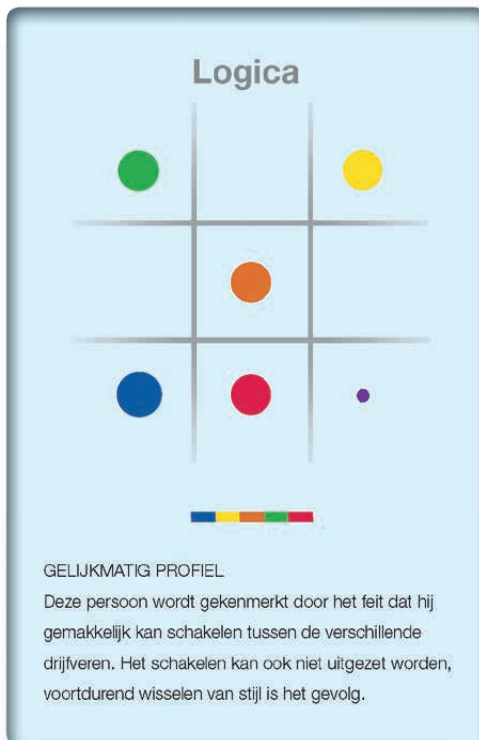 Logica
GELIJKMATIG PROFIEL
Deze persoon wordt gekenmerkt door het feit dat hij
gemakkelijk kan schakelen tussen de verschillende
drijfveren. Het schakelen kan ook niet uitgezet worden,
voortdurend wisselen van stijl is het gevolg.